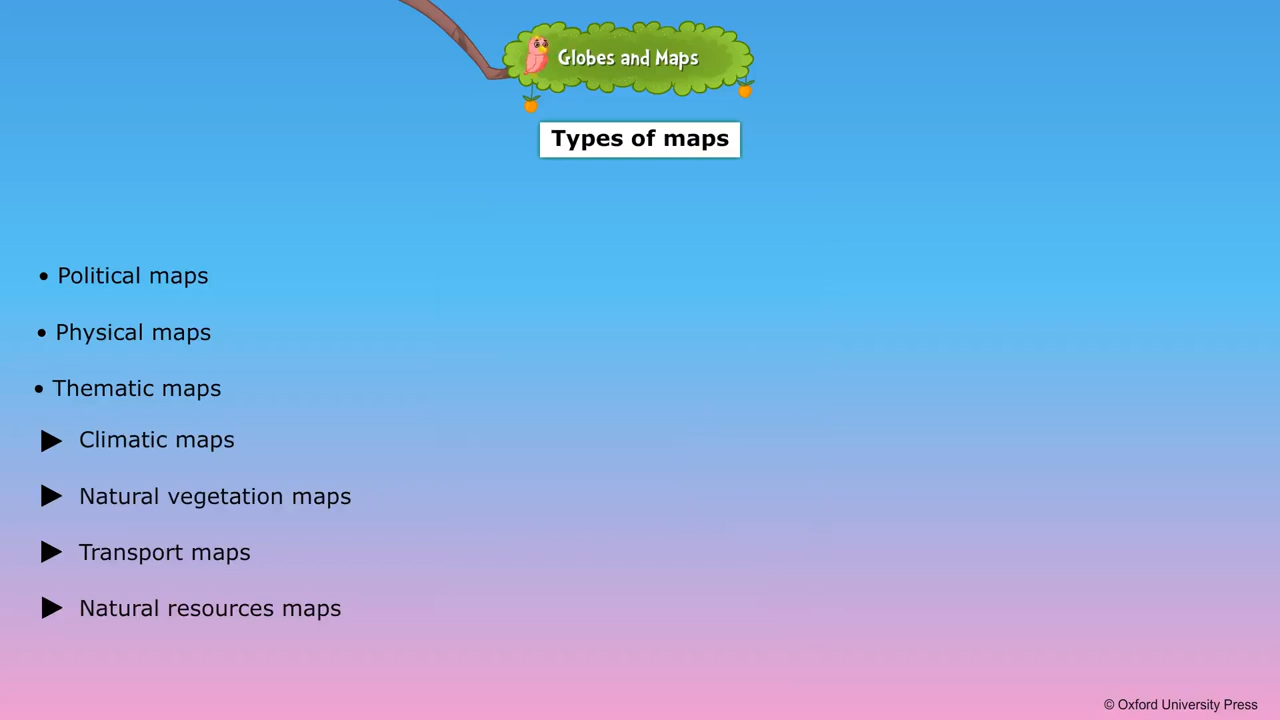 Globes and Maps
Types of maps
• Political maps
• Physical maps
• Thematic maps
▶ Climatic maps
▶ Natural vegetation maps
▶ Transport maps
▶ Natural resources maps
© Oxford University Press